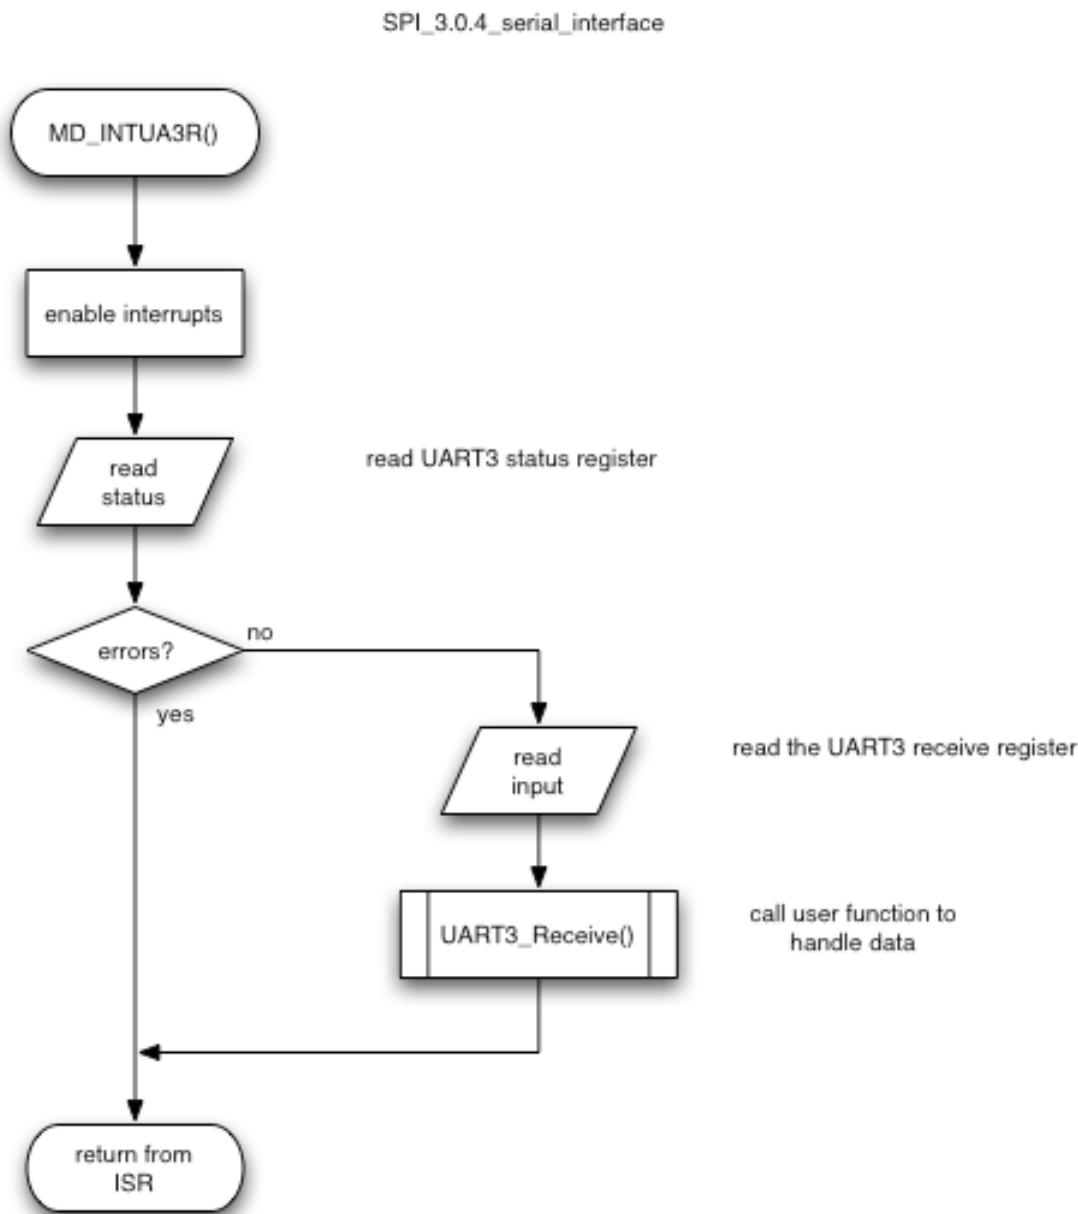 SPI_3.0.4_serial_interface
MD_INTUA3R()
enable interrupts
read
status
read UART3 status register
errors?
no
yes
read
input
read the UART3 receive register
UART3_Receive()
call user function to
handle data
return from
ISR